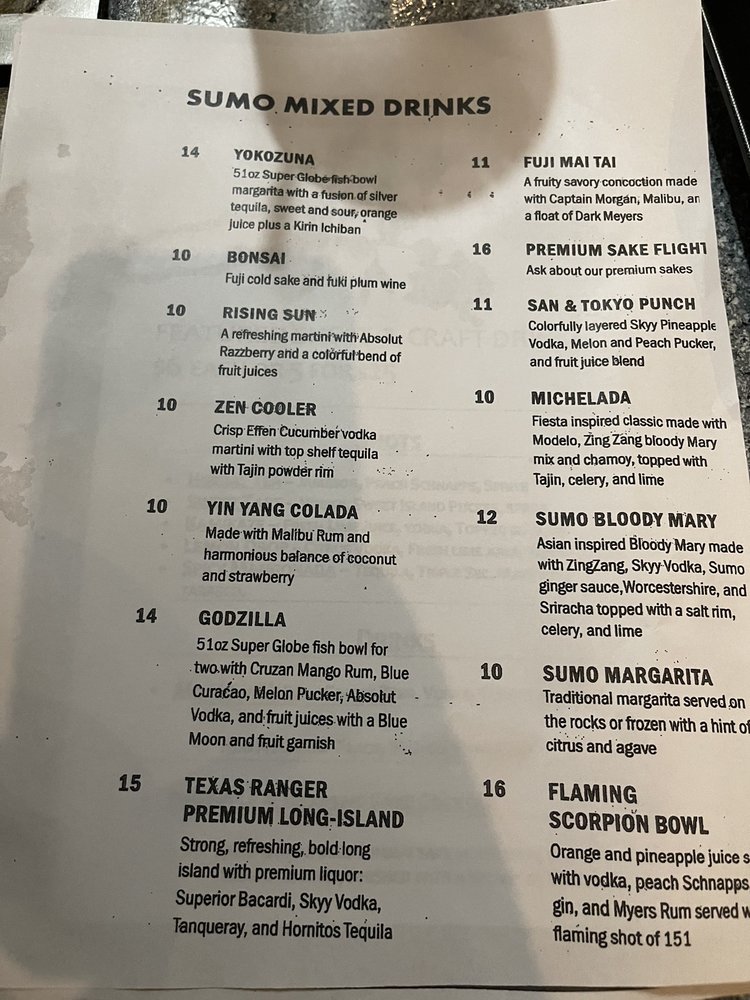 SUMO MIXED DRINKS
14 YOKOZUNA
51oz Super Globe fish bowl
margarita with a fusion of silver
tequila, sweet and sour, orange
juice plus a Kirin Ichiban
10 BONSAI
Fuji cold sake and fuki plum wine
10 RISING SUN
A refreshing martini with Absolut
Razzberry and a colorful bend of
fruit juices
10 ZEN COOLER
Crisp Effen Cucumber vodka
martini with top shelf tequila
with Tajin powder rim
10 YIN YANG COLADA
Made with Malibu Rum and
harmonious balance of coconut
and strawberry
14 GODZILLA
51oz Super Globe fish bowl for
two with Cruzan Mango Rum, Blue
Curacao, Melon Pucker, Absolut
Vodka, and fruit juices with a Blue
Moon and fruit garnish
15 TEXAS RANGER
PREMIUM LONG-ISLAND
Strong, refreshing, bold long
island with premium liquor:
Superior Bacardi, Skyy Vodka,
Tanqueray, and Hornitos Tequila
11 FUJI MAI TAI
A fruity savory concoction made
with Captain Morgan, Malibu, an
a float of Dark Meyers
16 PREMIUM SAKE FLIGHT
Ask about our premium sakes
11 SAN & TOKYO PUNCH
Colorfully layered Skyy Pineapple
Vodka, Melon and Peach Pucker,
and fruit juice blend
10 MICHELADA
Fiesta inspired classic made with
Modelo, Zing Zang bloody Mary
mix and chamoy, topped with
Tajin, celery, and lime
12 SUMO BLOODY MARY
Asian inspired Bloody Mary made
with ZingZang, Skyy Vodka, Sumo
ginger sauce,Worcestershire, and
Sriracha topped with a salt rim,
celery, and lime
10 SUMO MARGARITA
Traditional margarita served on
the rocks or frozen with a hint of
citrus and agave
16 FLAMING
SCORPION BOWL
Orange and pineapple juice s
with vodka, peach Schnapps
gin, and Myers Rum served w
flaming shot of 151